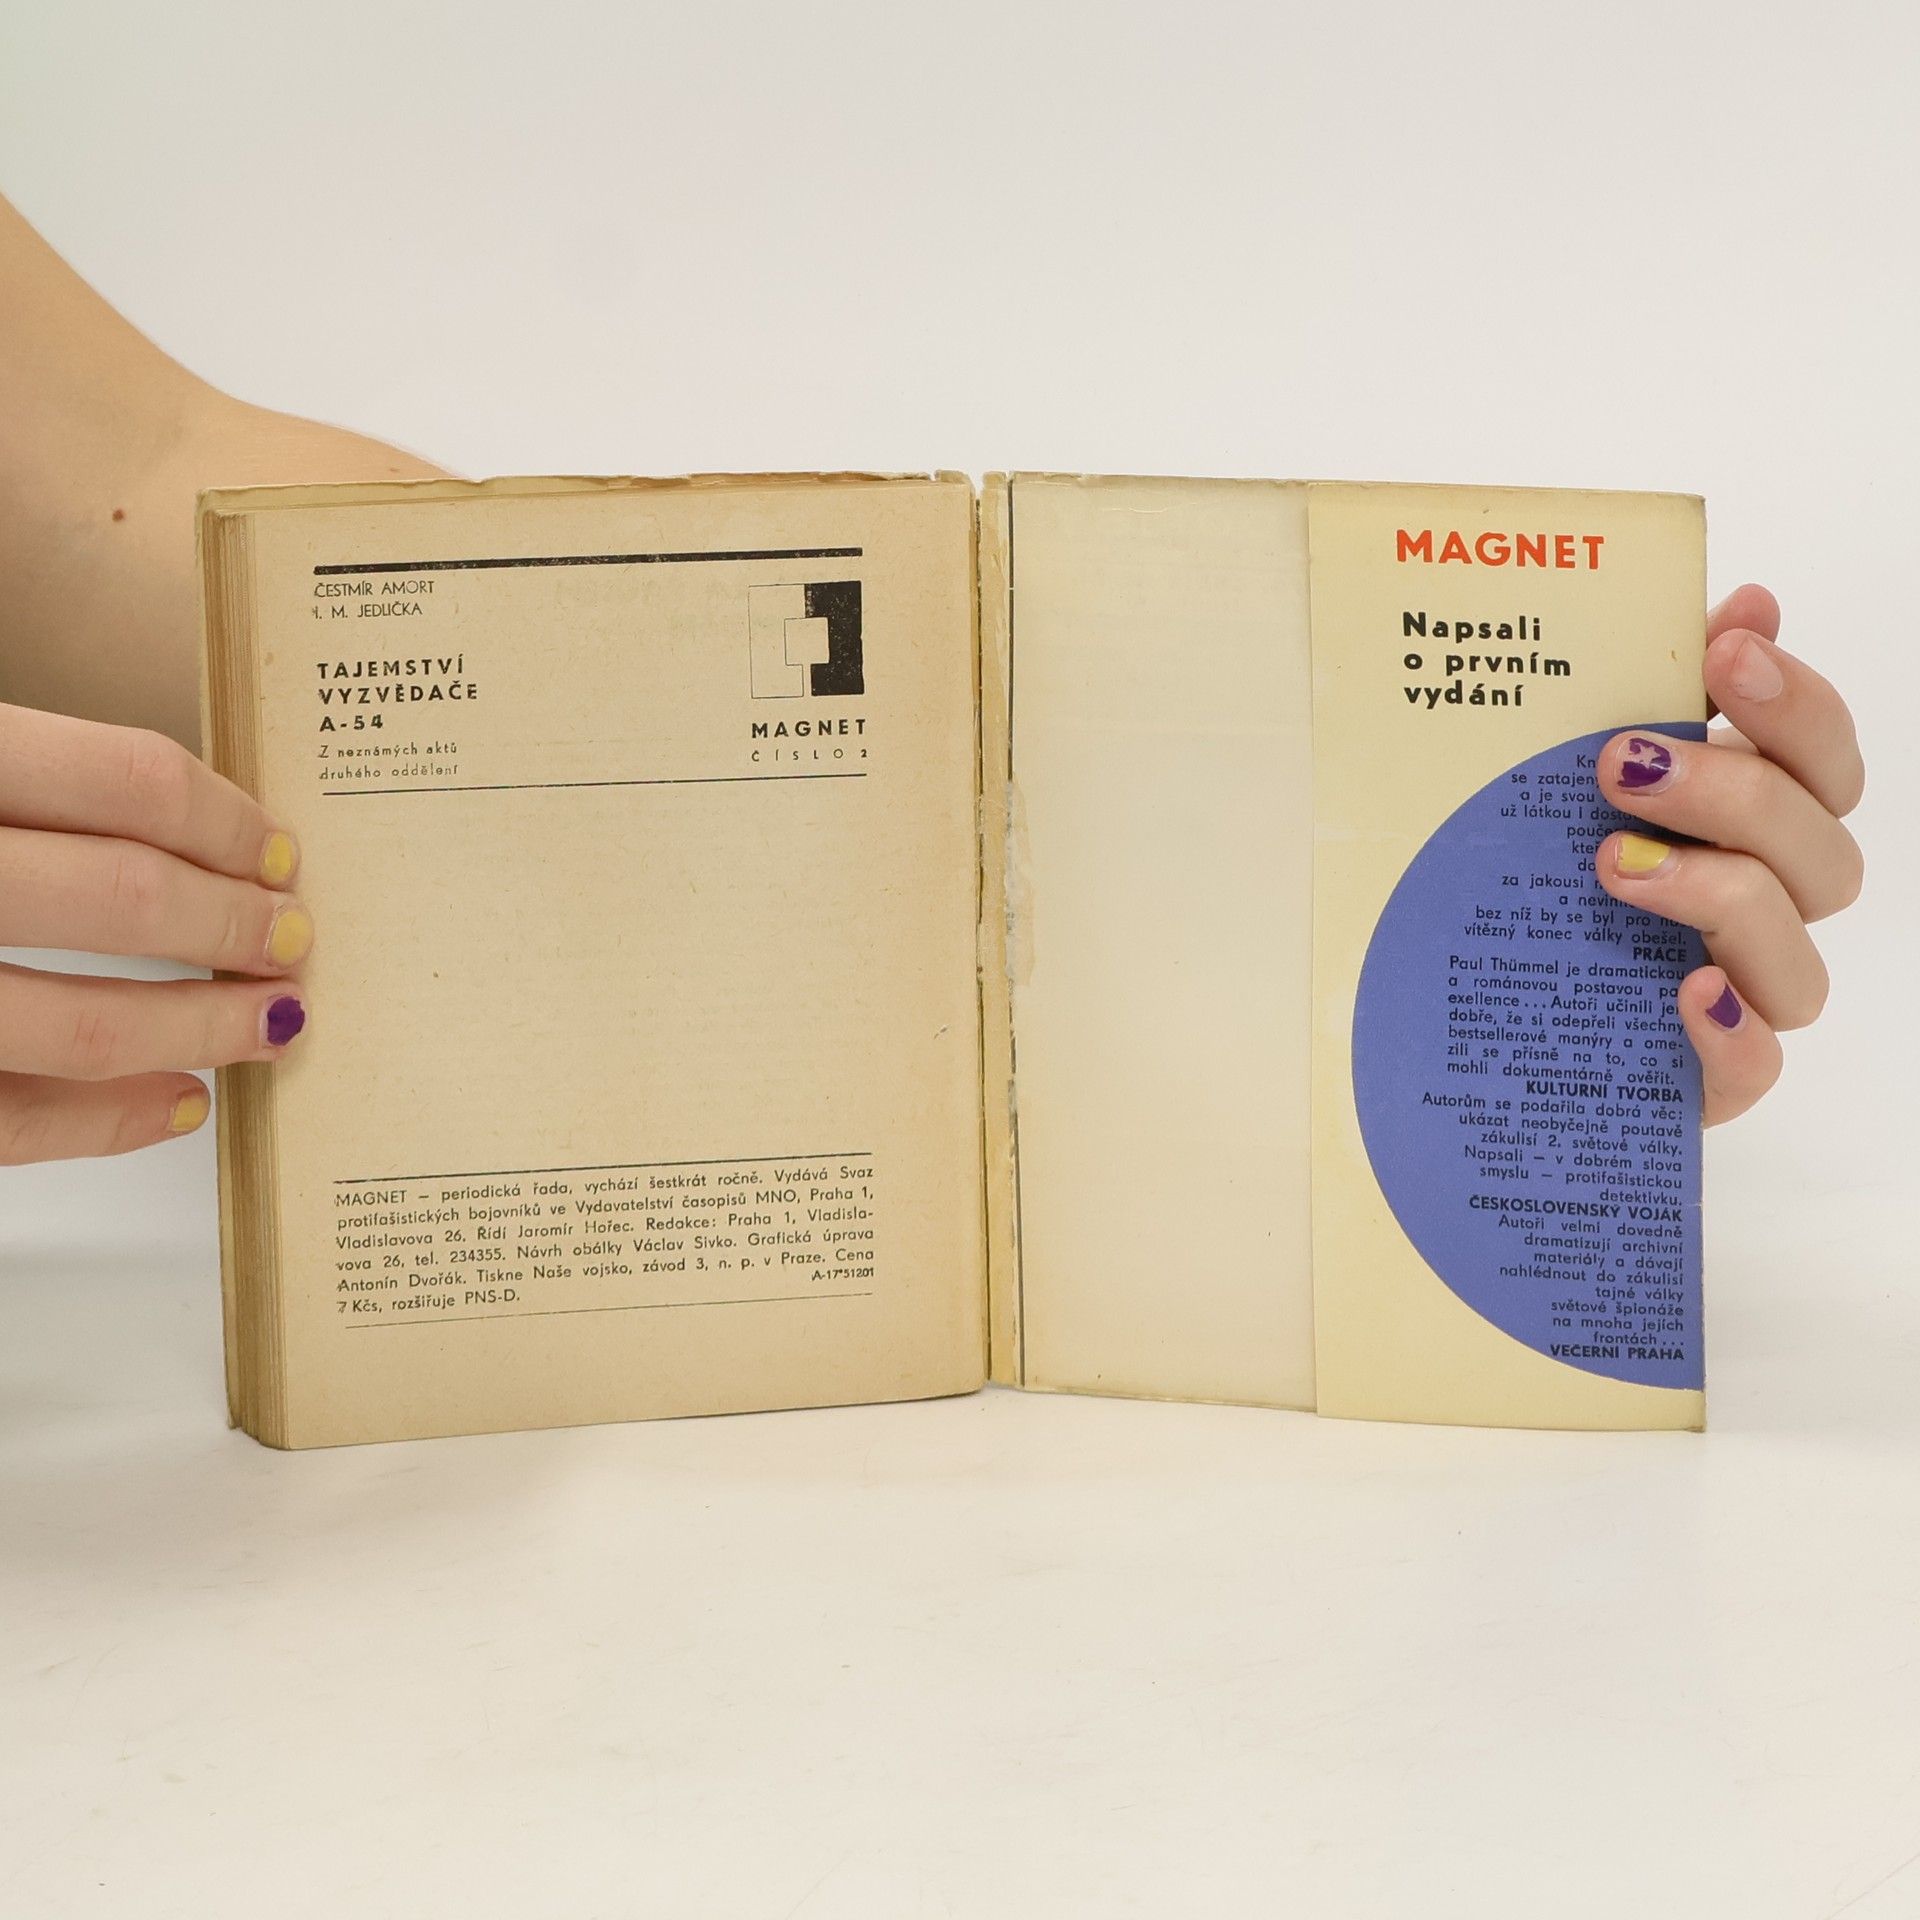 ČESTMÍR AMORT
I. M. JEDLIČKA
TAJEMSTVÍ
VYZVĚDAČE
A-54
Z neznámých aktů
druhého oddělení
MAGNET
ČÍSLO 2
MAGNET – periodická řada, vychází šestkrát ročně. Vydává Svaz
protifašistických bojovníků ve Vydavatelství časopisů MNO, Praha 1,
Vladislavova 26. Řídí Jaromír Hořec. Redakce: Praha 1, Vladisla-
vova 26, tel. 234355. Návrh obálky Václav Sivko. Grafická úprava
Antonín Dvořák. Tiskne Naše vojsko, závod 3, n. p. v Praze. Cena
7 Kčs, rozšiřuje PNS-D.
A-17*51201
MAGNET
Napsali
o prvním
vydání
se
a je svou
už látkou i
za jakousi
a
bez níž by se byl pro
vítězný konec války obešel.
PRÁCE
Paul Thümmel je dramatickou
a románovou postavou par
exellence... Autoři učinili jen
dobře, že si odepřeli všechny
bestsellerové manýry a ome-
zili se přísně na to, co si
mohli dokumentárně ověřit.
KULTURNÍ TVORBA
Autorům se podařila dobrá věc:
ukázat neobyčejně poutavě
zákulisí 2. světové války.
Napsali – v dobrém slova
smyslu – protifašistickou
detektivku.
ČESKOSLOVENSKÝ VOJÁK
Autoři velmi dovedně
dramatizují archivní
materiály a dávají
nahlédnout do zákulisí
tajné války
světové špionáže
na mnoha jejích
frontách...
VEČERNÍ PRAHA